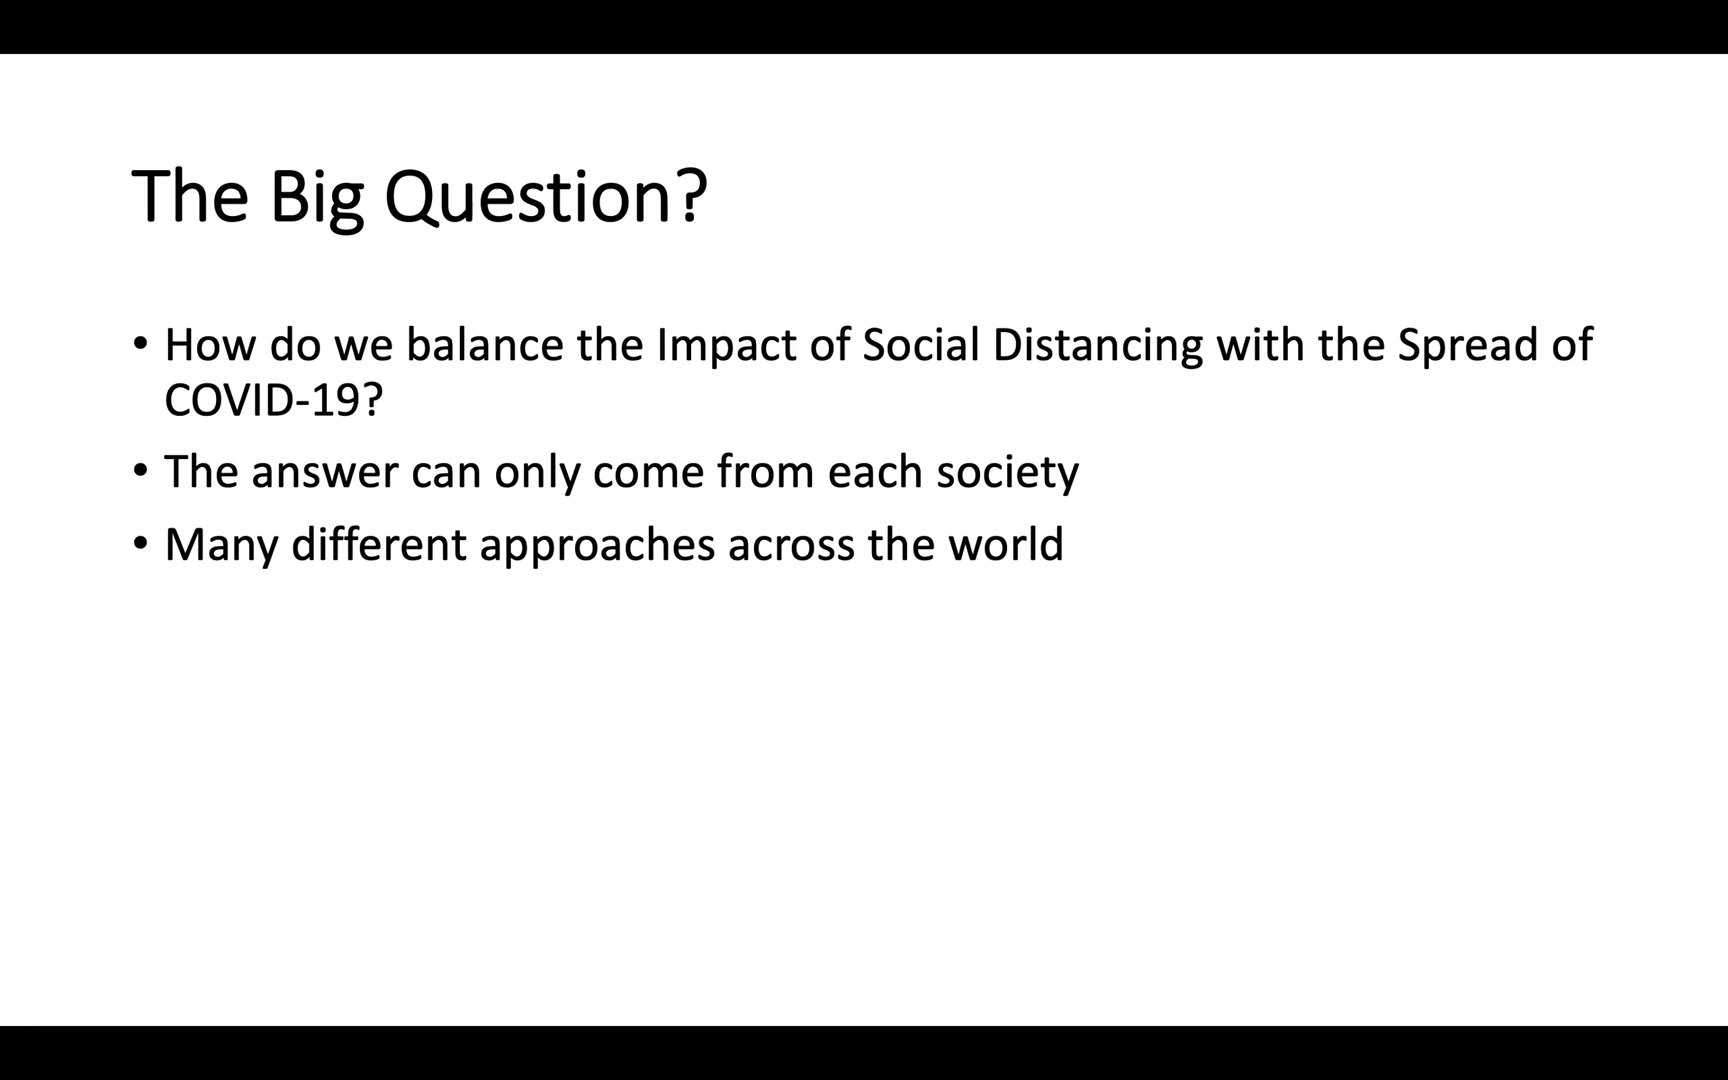 The Big Question?
• How do we balance the Impact of Social Distancing with the Spread of
COVID-19?
• The answer can only come from each society
• Many different approaches across the world